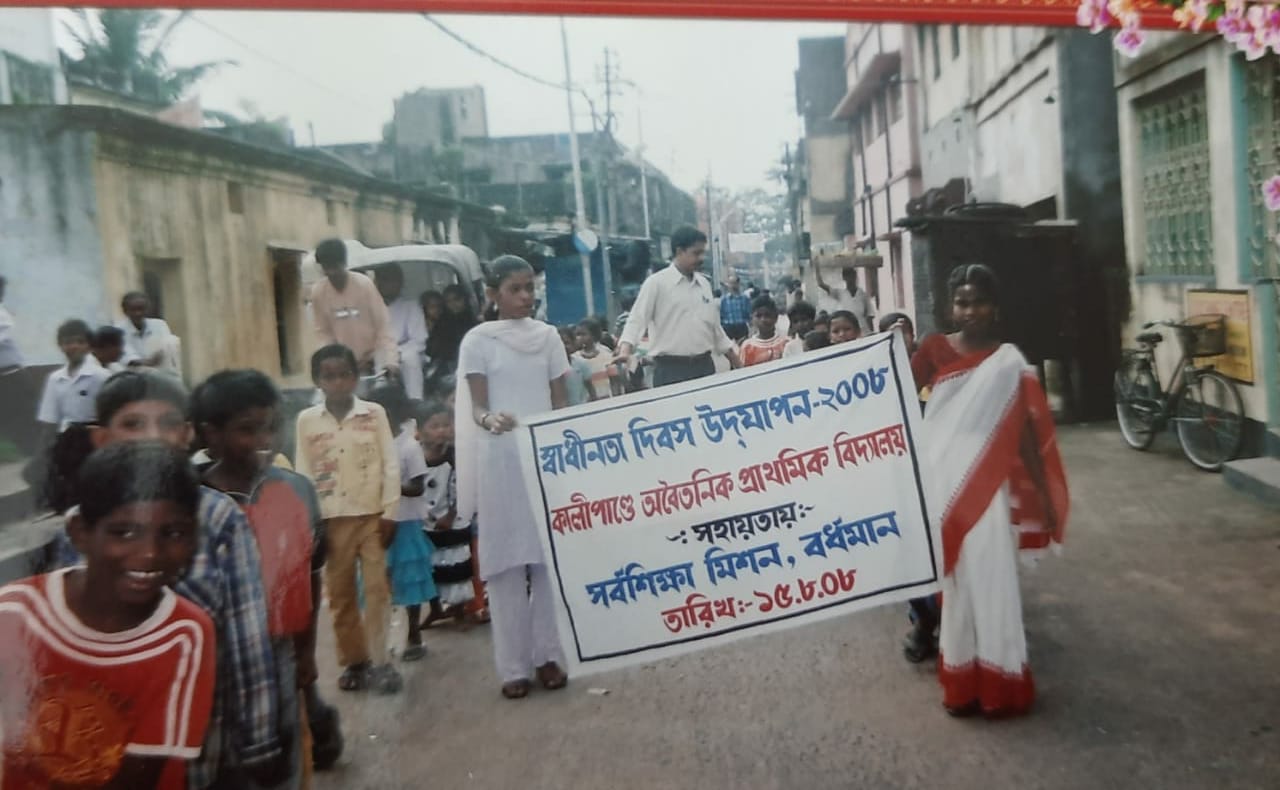 স্বাধীনতা দিবস উদ্‌যাপন-২০০৮
কালীপাণ্ডে অবৈতনিক প্রাথমিক বিদ্যালয়
-: সহায়তায়:-
সর্বশিক্ষা মিশন, বর্ধমান
তারিখ:-১৫.৮.০৮